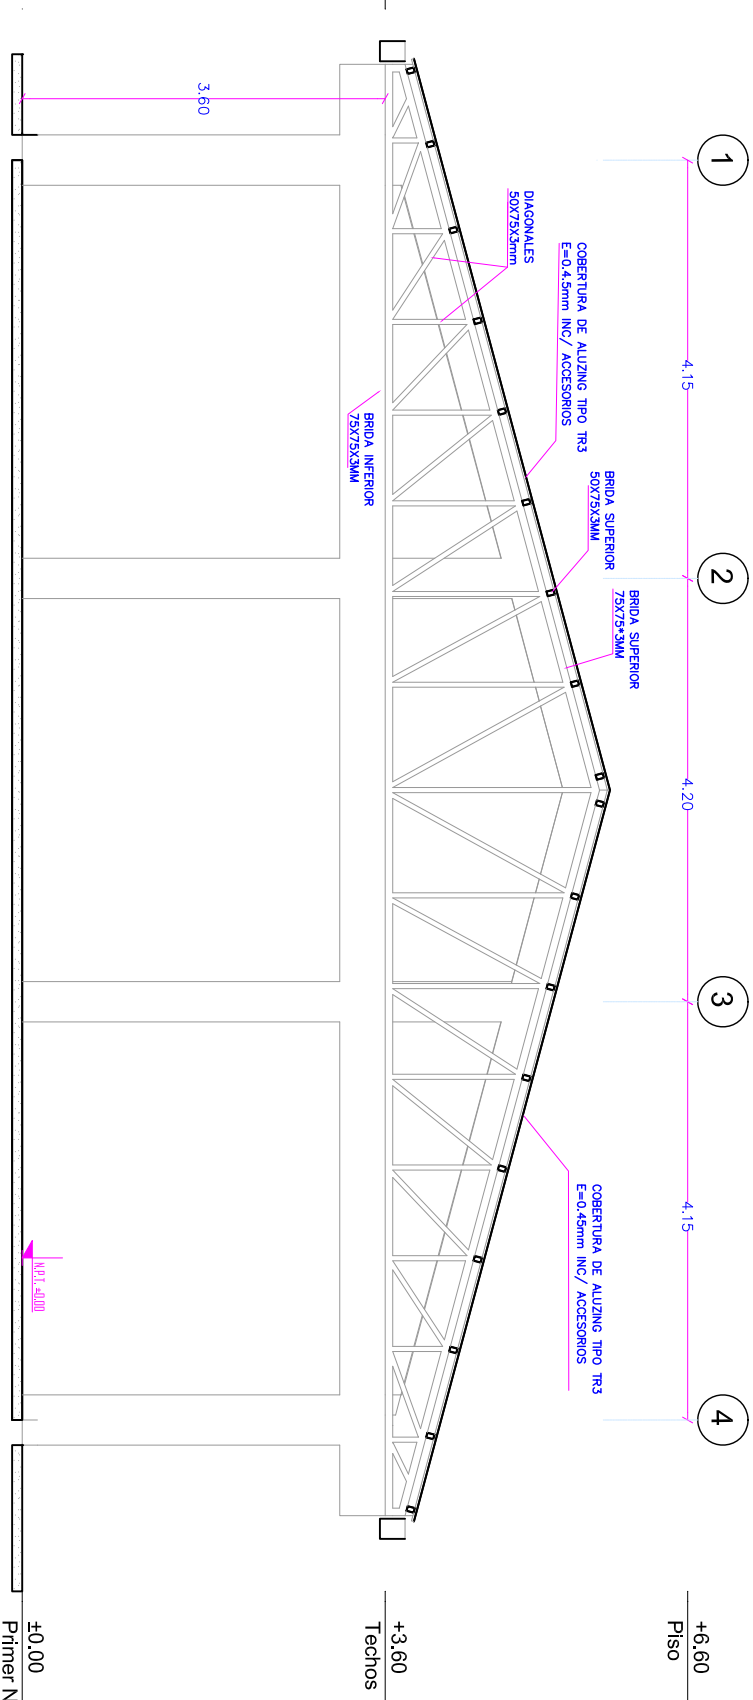 1
2
3
4
4.15
4.20
4.15
3.60
DIAGONALES
50X75X3mm
COBERTURA DE ALUZING TIPO TR3
E=0.4.5mm INC/ ACCESORIOS
BRIDA INFERIOR
75X75X3MM
BRIDA SUPERIOR
50X75X3MM
BRIDA SUPERIOR
75X75*3MM
COBERTURA DE ALUZING TIPO TR3
E=0.45mm INC/ ACCESORIOS
N.P.T. ±0.00
+6.60
Piso
+3.60
Techos
±0.00
Primer N